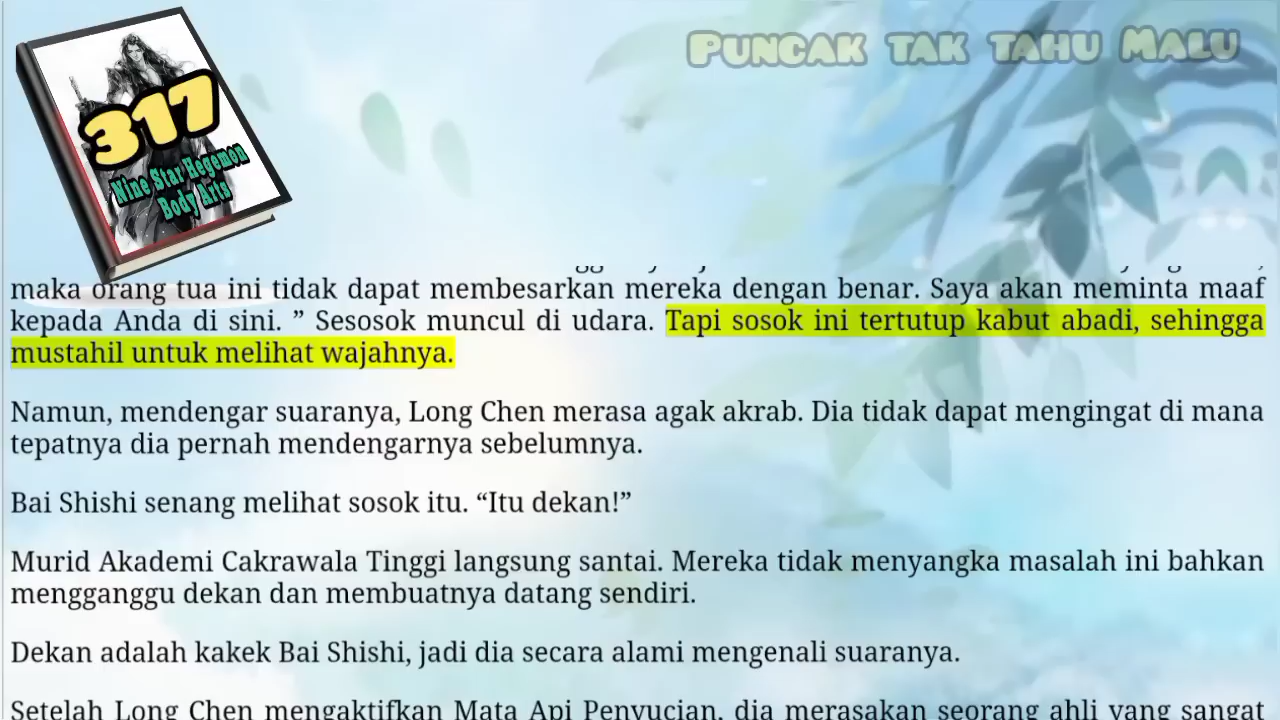 PUNCAK TAK TAHU MALU
317
Nine Star Hegemon
Body Arts
maka orang tua ini tidak dapat membesarkan mereka dengan benar. Saya akan meminta maaf
kepada Anda di sini. ” Sesosok muncul di udara. Tapi sosok ini tertutup kabut abadi, sehingga
mustahil untuk melihat wajahnya.
Namun, mendengar suaranya, Long Chen merasa agak akrab. Dia tidak dapat mengingat di mana
tepatnya dia pernah mendengarnya sebelumnya.
Bai Shishi senang melihat sosok itu. “Itu dekan!”
Murid Akademi Cakrawala Tinggi langsung santai. Mereka tidak menyangka masalah ini bahkan
mengganggu dekan dan membuatnya datang sendiri.
Dekan adalah kakek Bai Shishi, jadi dia secara alami mengenali suaranya.
Setelah Long Chen mengaktifkan Mata Api Penyucian, dia merasakan seorang ahli yang sangat